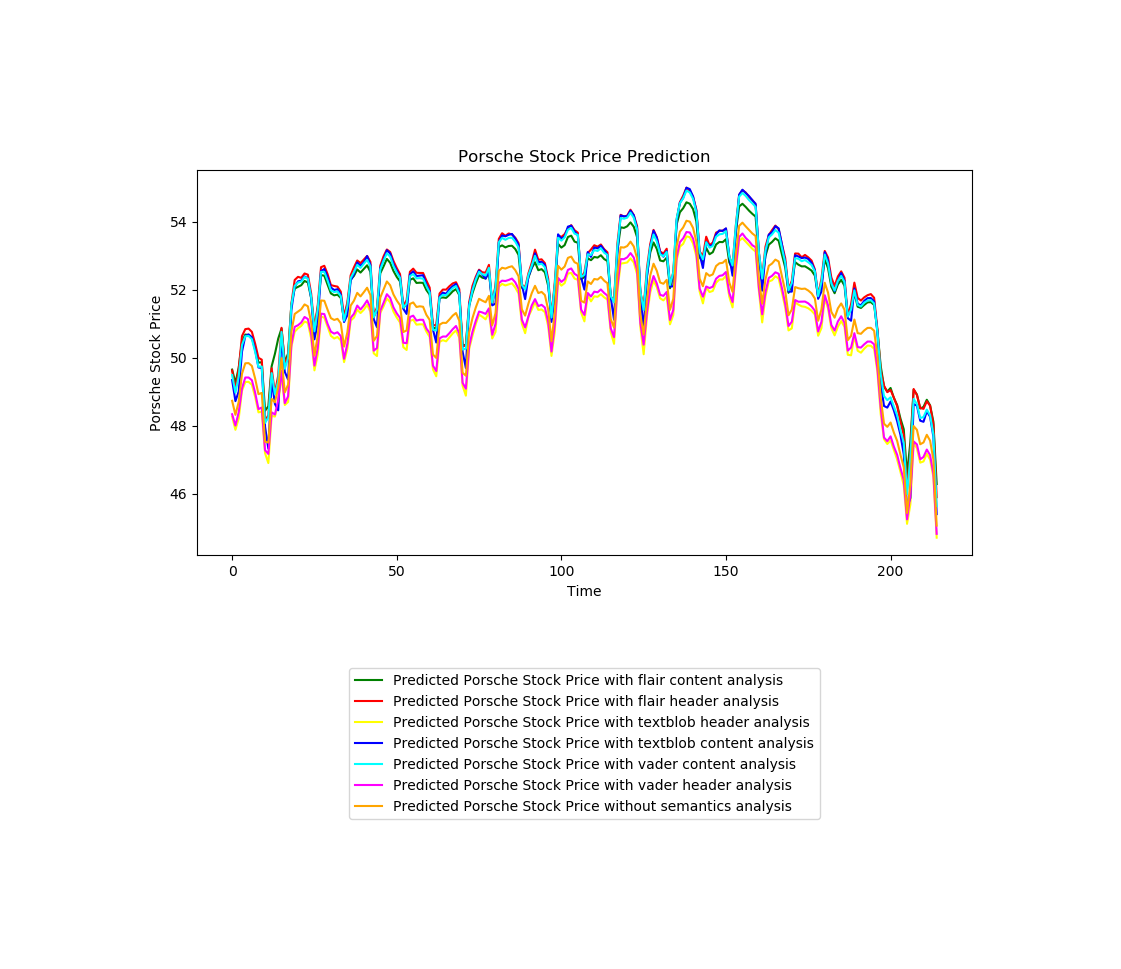 Porsche Stock Price Prediction
Porsche Stock Price
54
52
50
48
46
0 50 100 150 200
Time
Predicted Porsche Stock Price with flair content analysis
Predicted Porsche Stock Price with flair header analysis
Predicted Porsche Stock Price with textblob header analysis
Predicted Porsche Stock Price with textblob content analysis
Predicted Porsche Stock Price with vader content analysis
Predicted Porsche Stock Price with vader header analysis
Predicted Porsche Stock Price without semantics analysis